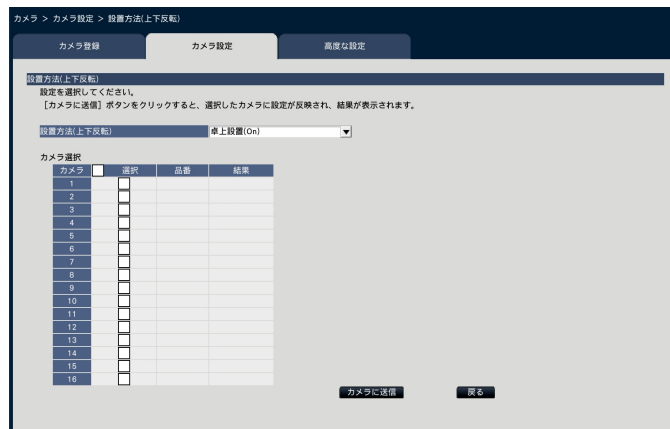 カメラ > カメラ設定 > 設置方法(上下反転)
カメラ登録 カメラ設定 高度な設定
設置方法(上下反転)
設定を選択してください。
［カメラに送信］ボタンをクリックすると、選択したカメラに設定が反映され、結果が表示されます。
設置方法(上下反転) 卓上設置(On)
カメラ選択
カメラ 選択 品番 結果
1
2
3
4
5
6
7
8
9
10
11
12
13
14
15
16
カメラに送信 戻る